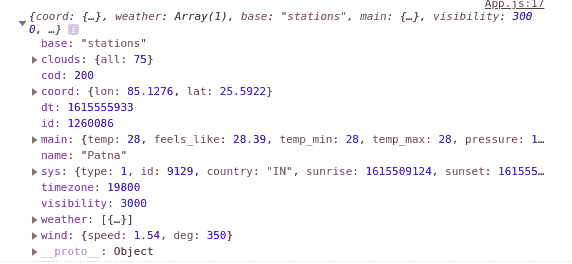 App.js:17
{coord: {…}, weather: Array(1), base: "stations", main: {…}, visibility: 300
0, …}
base: "stations"
clouds: {all: 75}
cod: 200
coord: {lon: 85.1276, lat: 25.5922}
dt: 1615555933
id: 1260086
main: {temp: 28, feels_like: 28.39, temp_min: 28, temp_max: 28, pressure: 1…
name: "Patna"
sys: {type: 1, id: 9129, country: "IN", sunrise: 1615509124, sunset: 161555…
timezone: 19800
visibility: 3000
weather: [{…}]
wind: {speed: 1.54, deg: 350}
__proto__: Object